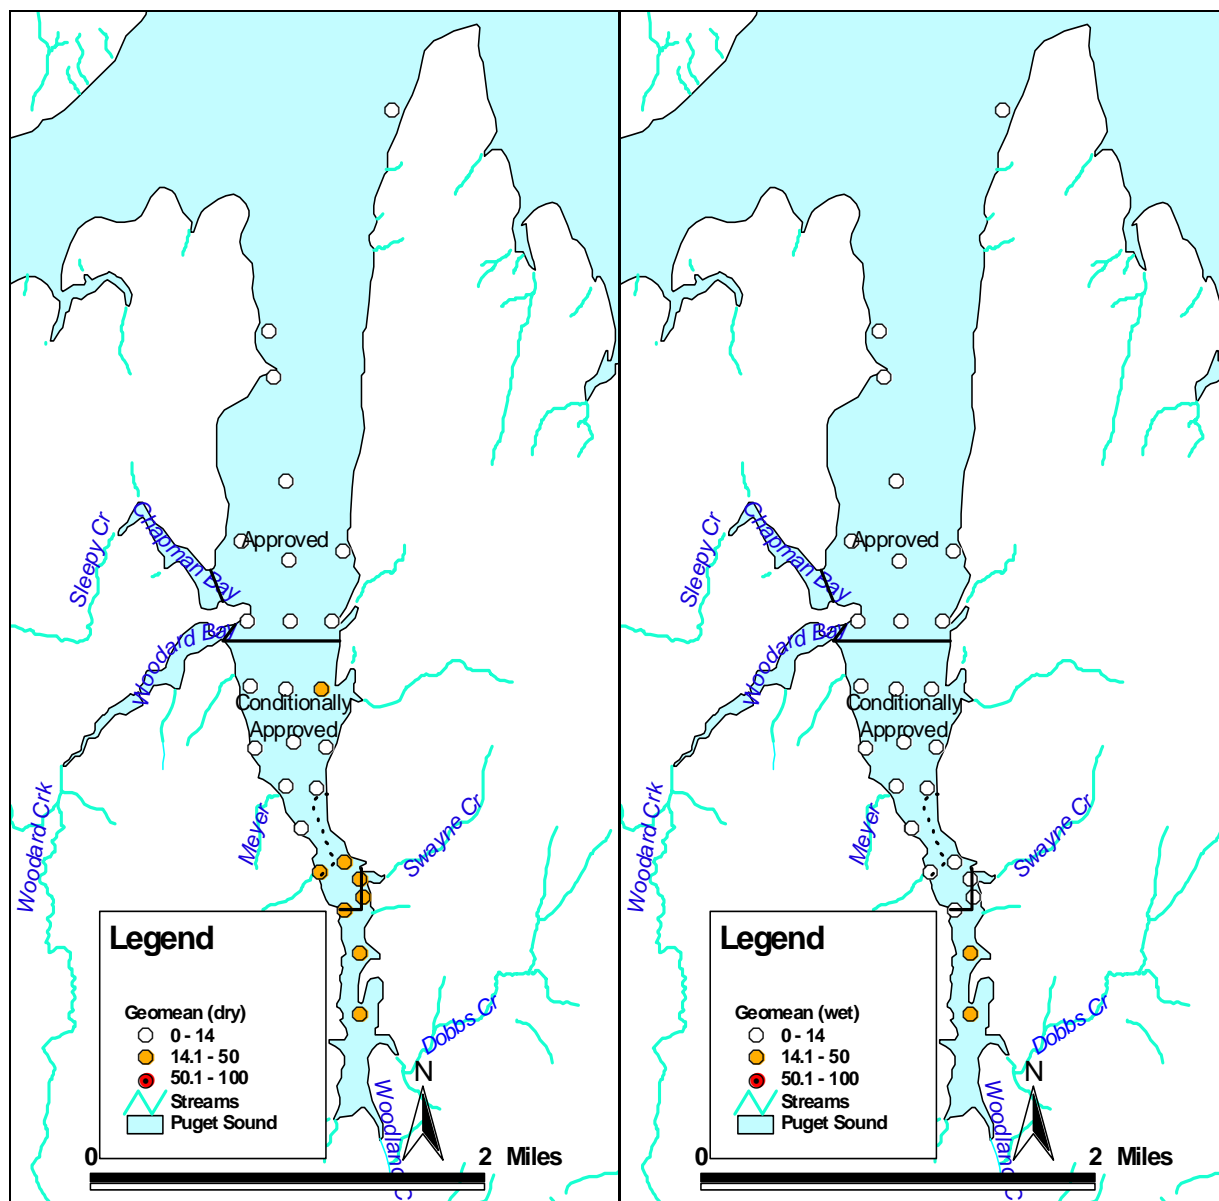 Sleepy Cr
Chapman Bay
Approved
Woodard Bay
Conditionally
Approved
Woodard Crk
Meyer
Swayne Cr
Dobbs Cr
Woodland C
Legend
Geomean (dry)
0 - 14
14.1 - 50
50.1 - 100
Streams
Puget Sound
N
0 2 Miles
Sleepy Cr
Chapman Bay
Approved
Woodard Bay
Conditionally
Approved
Woodard Crk
Meyer
Swayne Cr
Dobbs Cr
Woodland C
Legend
Geomean (wet)
0 - 14
14.1 - 50
50.1 - 100
Streams
Puget Sound
N
0 2 Miles